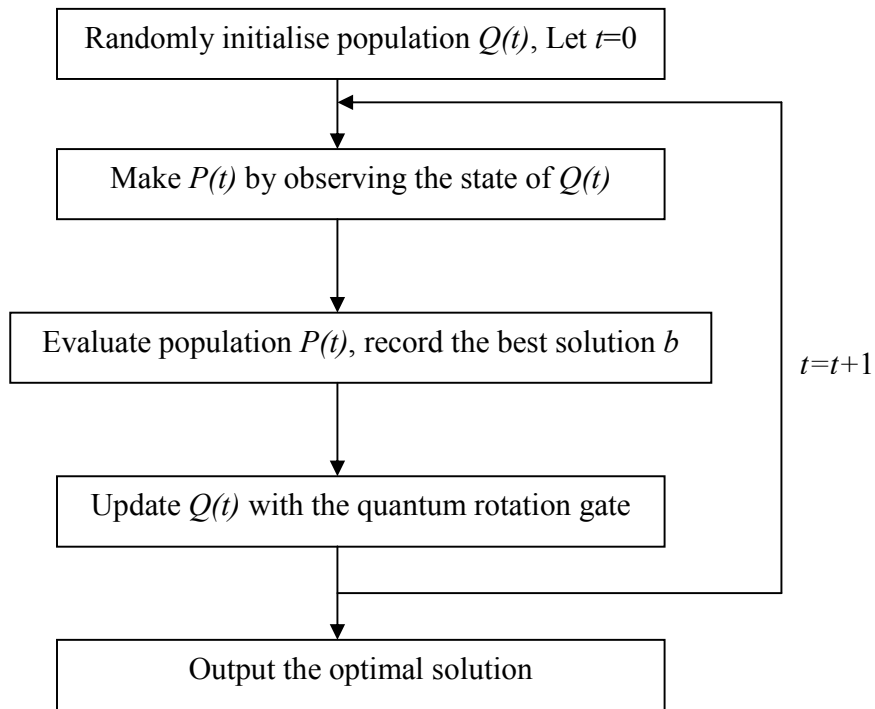 Randomly initialise population Q(t), Let t=0
Make P(t) by observing the state of Q(t)
Evaluate population P(t), record the best solution b
t=t+1
Update Q(t) with the quantum rotation gate
Output the optimal solution